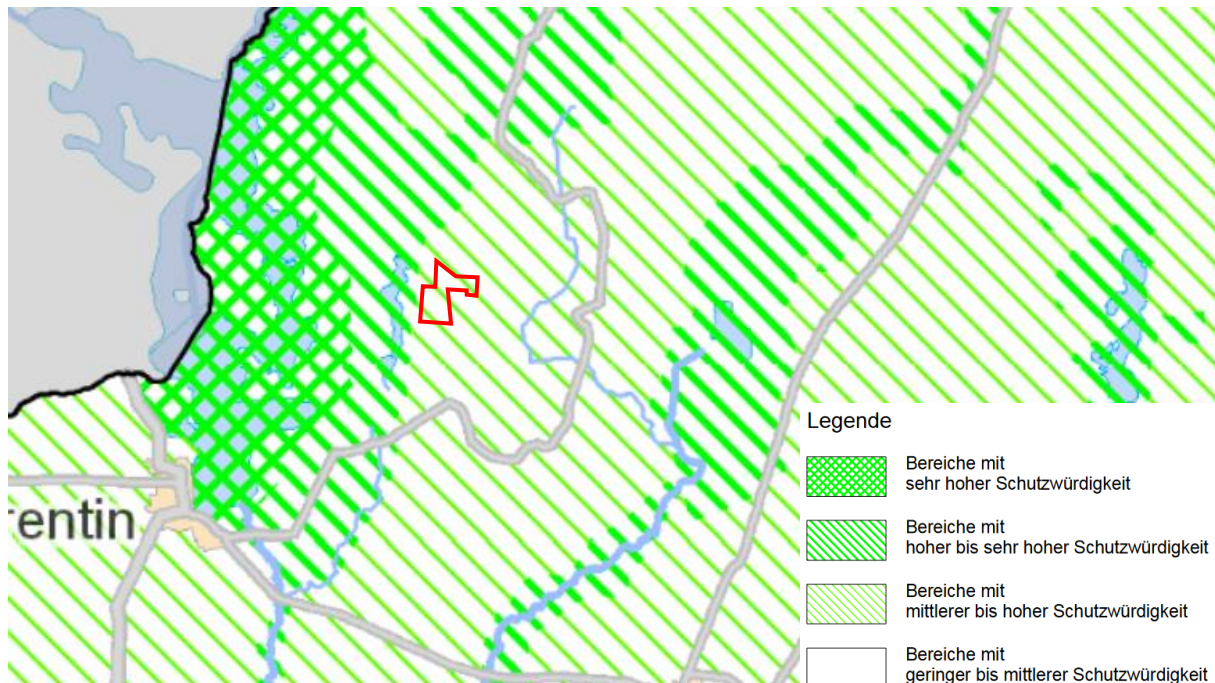 rentin
Legende
Bereiche mit
sehr hoher Schutzwürdigkeit
Bereiche mit
hoher bis sehr hoher Schutzwürdigkeit
Bereiche mit
mittlerer bis hoher Schutzwürdigkeit
Bereiche mit
geringer bis mittlerer Schutzwürdigkeit